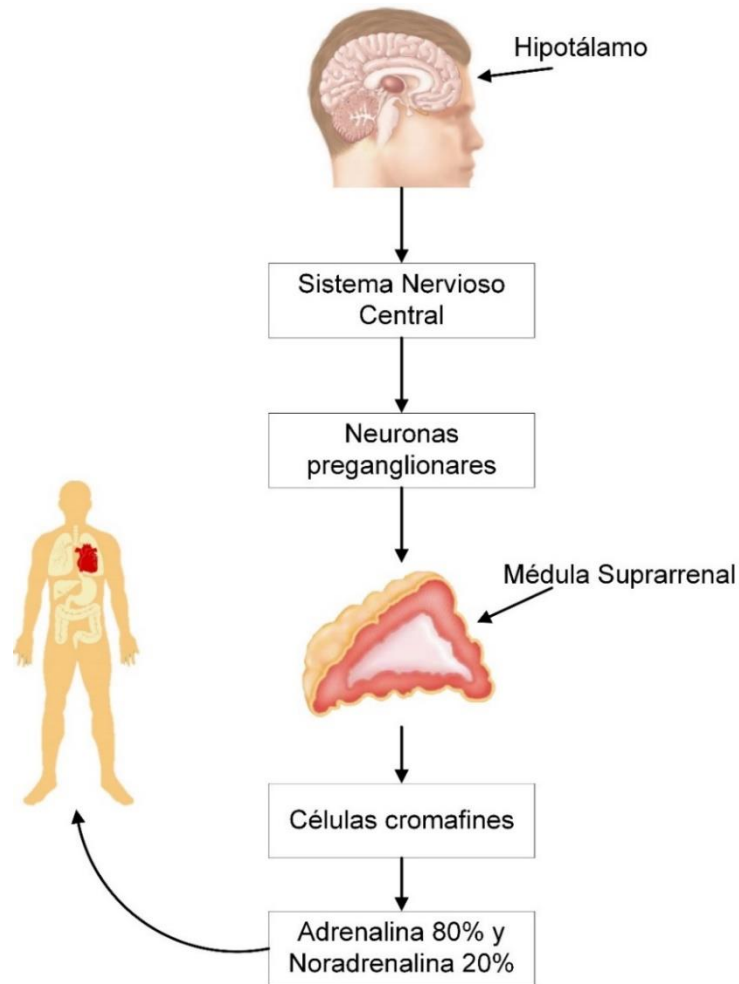 Hipotálamo
Sistema Nervioso
Central
Neuronas
preganglionares
Médula Suprarrenal
Células cromafines
Adrenalina 80% y
Noradrenalina 20%